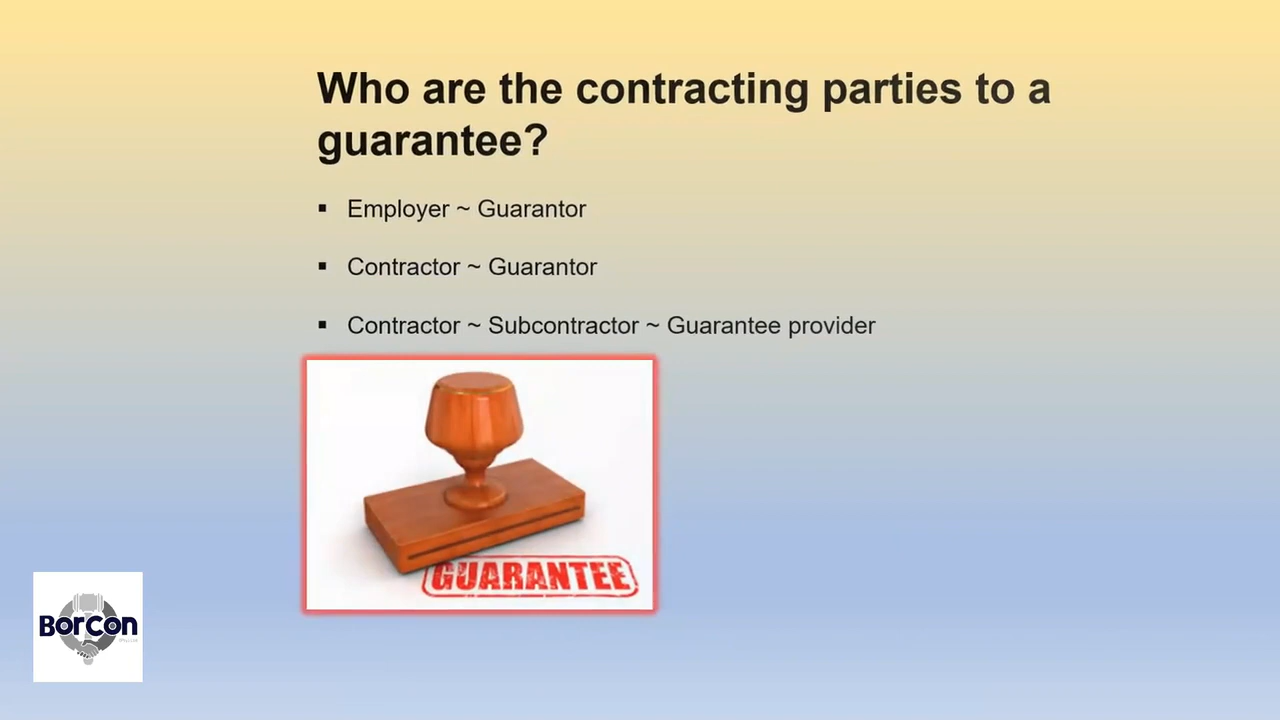 Who are the contracting parties to a
guarantee?
▪ Employer ~ Guarantor
▪ Contractor ~ Guarantor
▪ Contractor ~ Subcontractor ~ Guarantee provider
GUARANTEE
BorCon